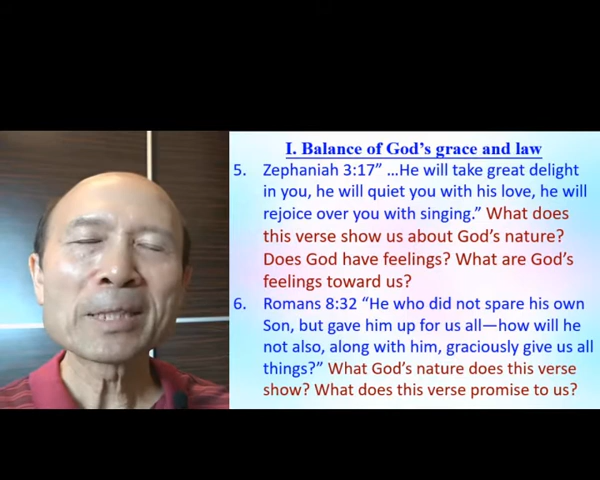 I. Balance of God's grace and law
5. Zephaniah 3:17” …He will take great delight
in you, he will quiet you with his love, he will
rejoice over you with singing.” What does
this verse show us about God's nature?
Does God have feelings? What are God's
feelings toward us?
6. Romans 8:32 “He who did not spare his own
Son, but gave him up for us all—how will he
not also, along with him, graciously give us all
things?” What God's nature does this verse
show? What does this verse promise to us?